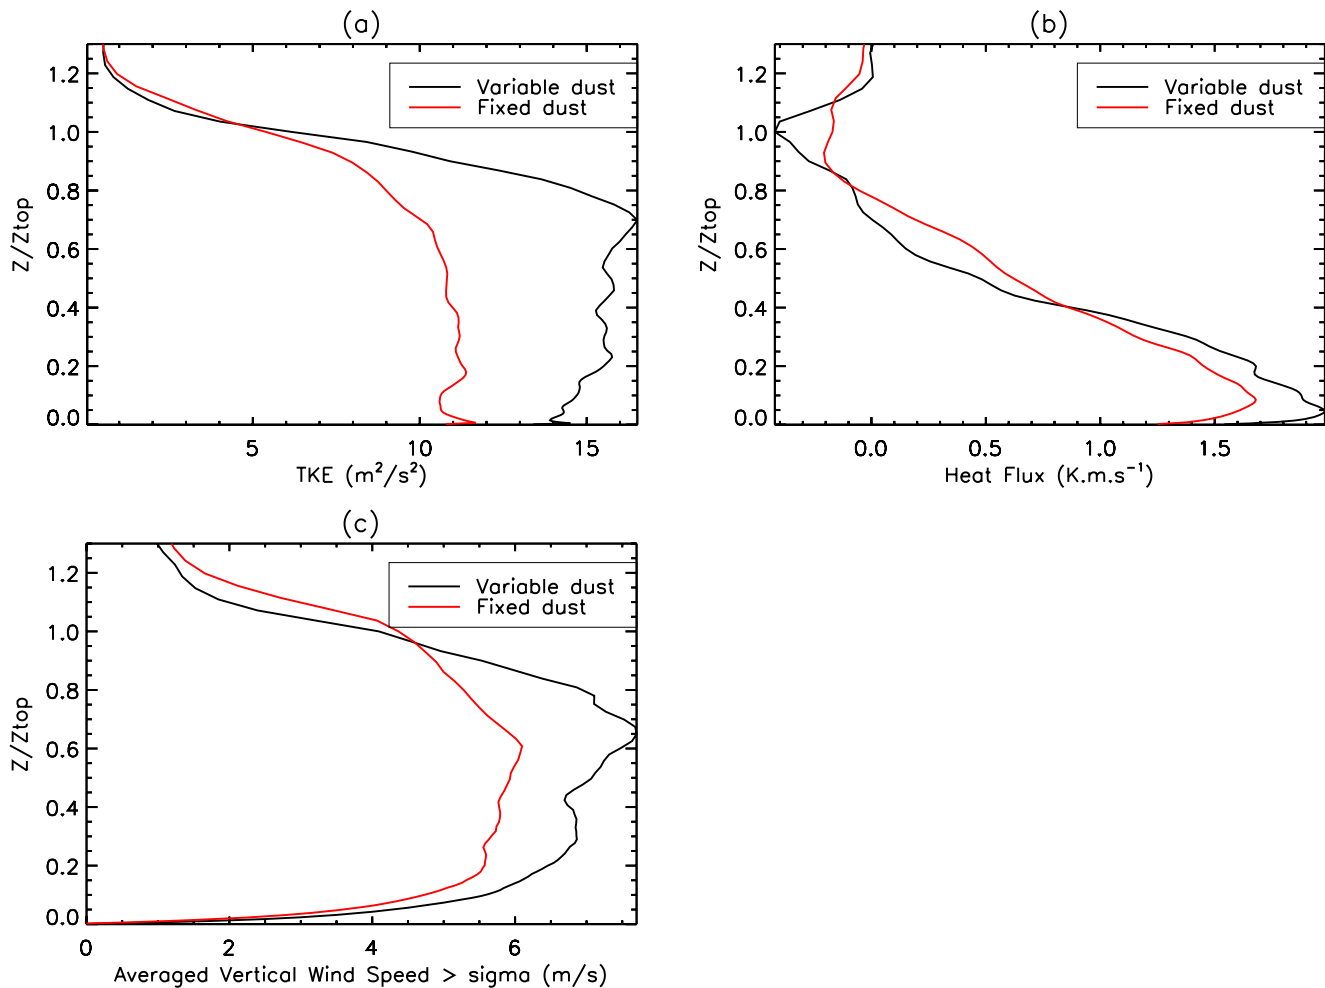 (a)
Variable dust
Fixed dust
1.2
1.0
0.8
0.6
0.4
0.2
0.0
Z/Ztop
5 10 15
TKE (m²/s²)
(b)
Variable dust
Fixed dust
1.2
1.0
0.8
0.6
0.4
0.2
0.0
Z/Ztop
0.0 0.5 1.0 1.5
Heat Flux (K.m.s⁻¹)
(c)
Variable dust
Fixed dust
1.2
1.0
0.8
0.6
0.4
0.2
0.0
Z/Ztop
0 2 4 6
Averaged Vertical Wind Speed > sigma (m/s)